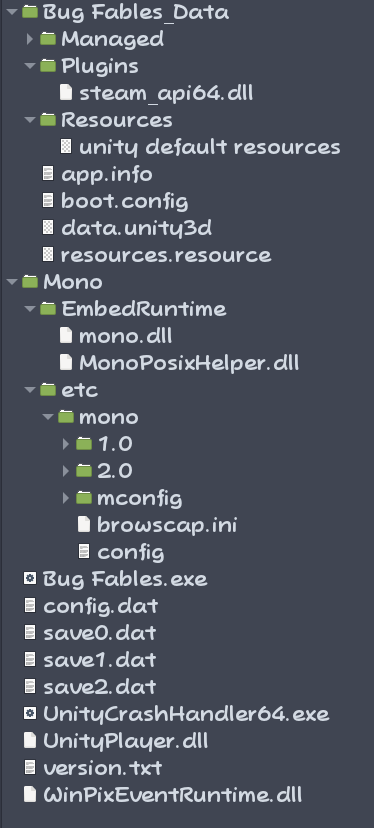 Bug Fables_Data
Managed
Plugins
steam_api64.dll
Resources
unity default resources
app.info
boot.config
data.unity3d
resources.resource
Mono
EmbedRuntime
mono.dll
MonoPosixHelper.dll
etc
mono
1.0
2.0
mconfig
browscap.ini
config
Bug Fables.exe
config.dat
save0.dat
save1.dat
save2.dat
UnityCrashHandler64.exe
UnityPlayer.dll
version.txt
WinPixEventRuntime.dll